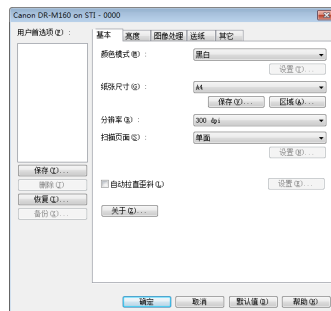 Canon DR-M160 on STI - 0000
用户首选项(P) :
基本 亮度 图像处理 送纸 其它
颜色模式(M) : 黑白
设置(T)...
纸张尺寸(G) : A4
保存(V)... 区域(A)...
分辨率(R) : 300 dpi
扫描页面(S) : 单面
设置(N)...
保存(I)...
删除(J)
恢复(E)...
备份(U)...
自动拉直歪斜(L) 设置(E)...
关于(Z)...
确定 取消 默认值(D) 帮助(H)